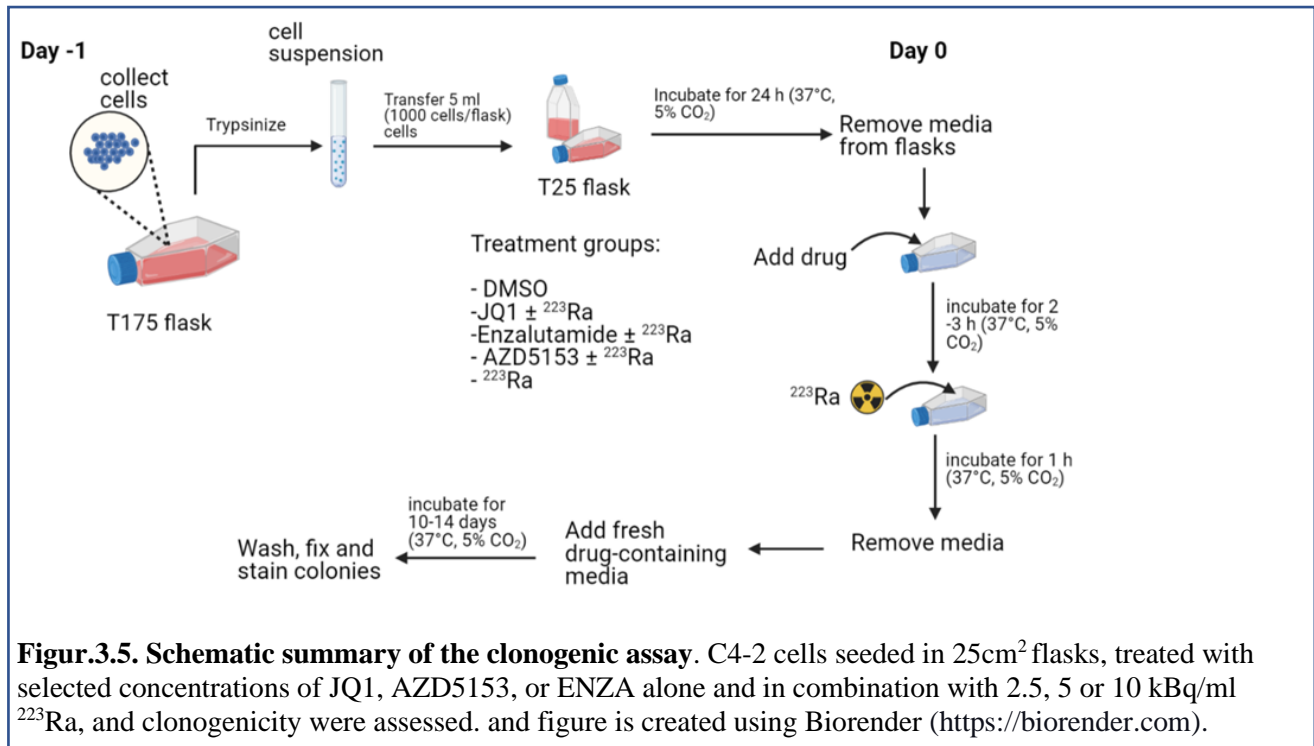 Day -1
collect
cells
T175 flask
Trypsinize
cell
suspension
Transfer 5 ml
(1000 cells/flask)
cells
T25 flask
Incubate for 24 h (37°C,
5% CO₂)
Day 0
Remove media
from flasks
Add drug
incubate for 2
-3 h (37°C, 5%
CO₂)
²²³Ra
incubate for 1 h
(37°C, 5% CO₂)
Remove media
Add fresh
drug-containing
media
incubate for
10-14 days
(37°C, 5% CO₂)
Wash, fix and
stain colonies
Treatment groups:
- DMSO
-JQ1 ± ²²³Ra
-Enzalutamide ± ²²³Ra
- AZD5153 ± ²²³Ra
- ²²³Ra
Figur.3.5. Schematic summary of the clonogenic assay. C4-2 cells seeded in 25cm² flasks, treated with
selected concentrations of JQ1, AZD5153, or ENZA alone and in combination with 2.5, 5 or 10 kBq/ml
²²³Ra, and clonogenicity were assessed. and figure is created using Biorender (https://biorender.com).